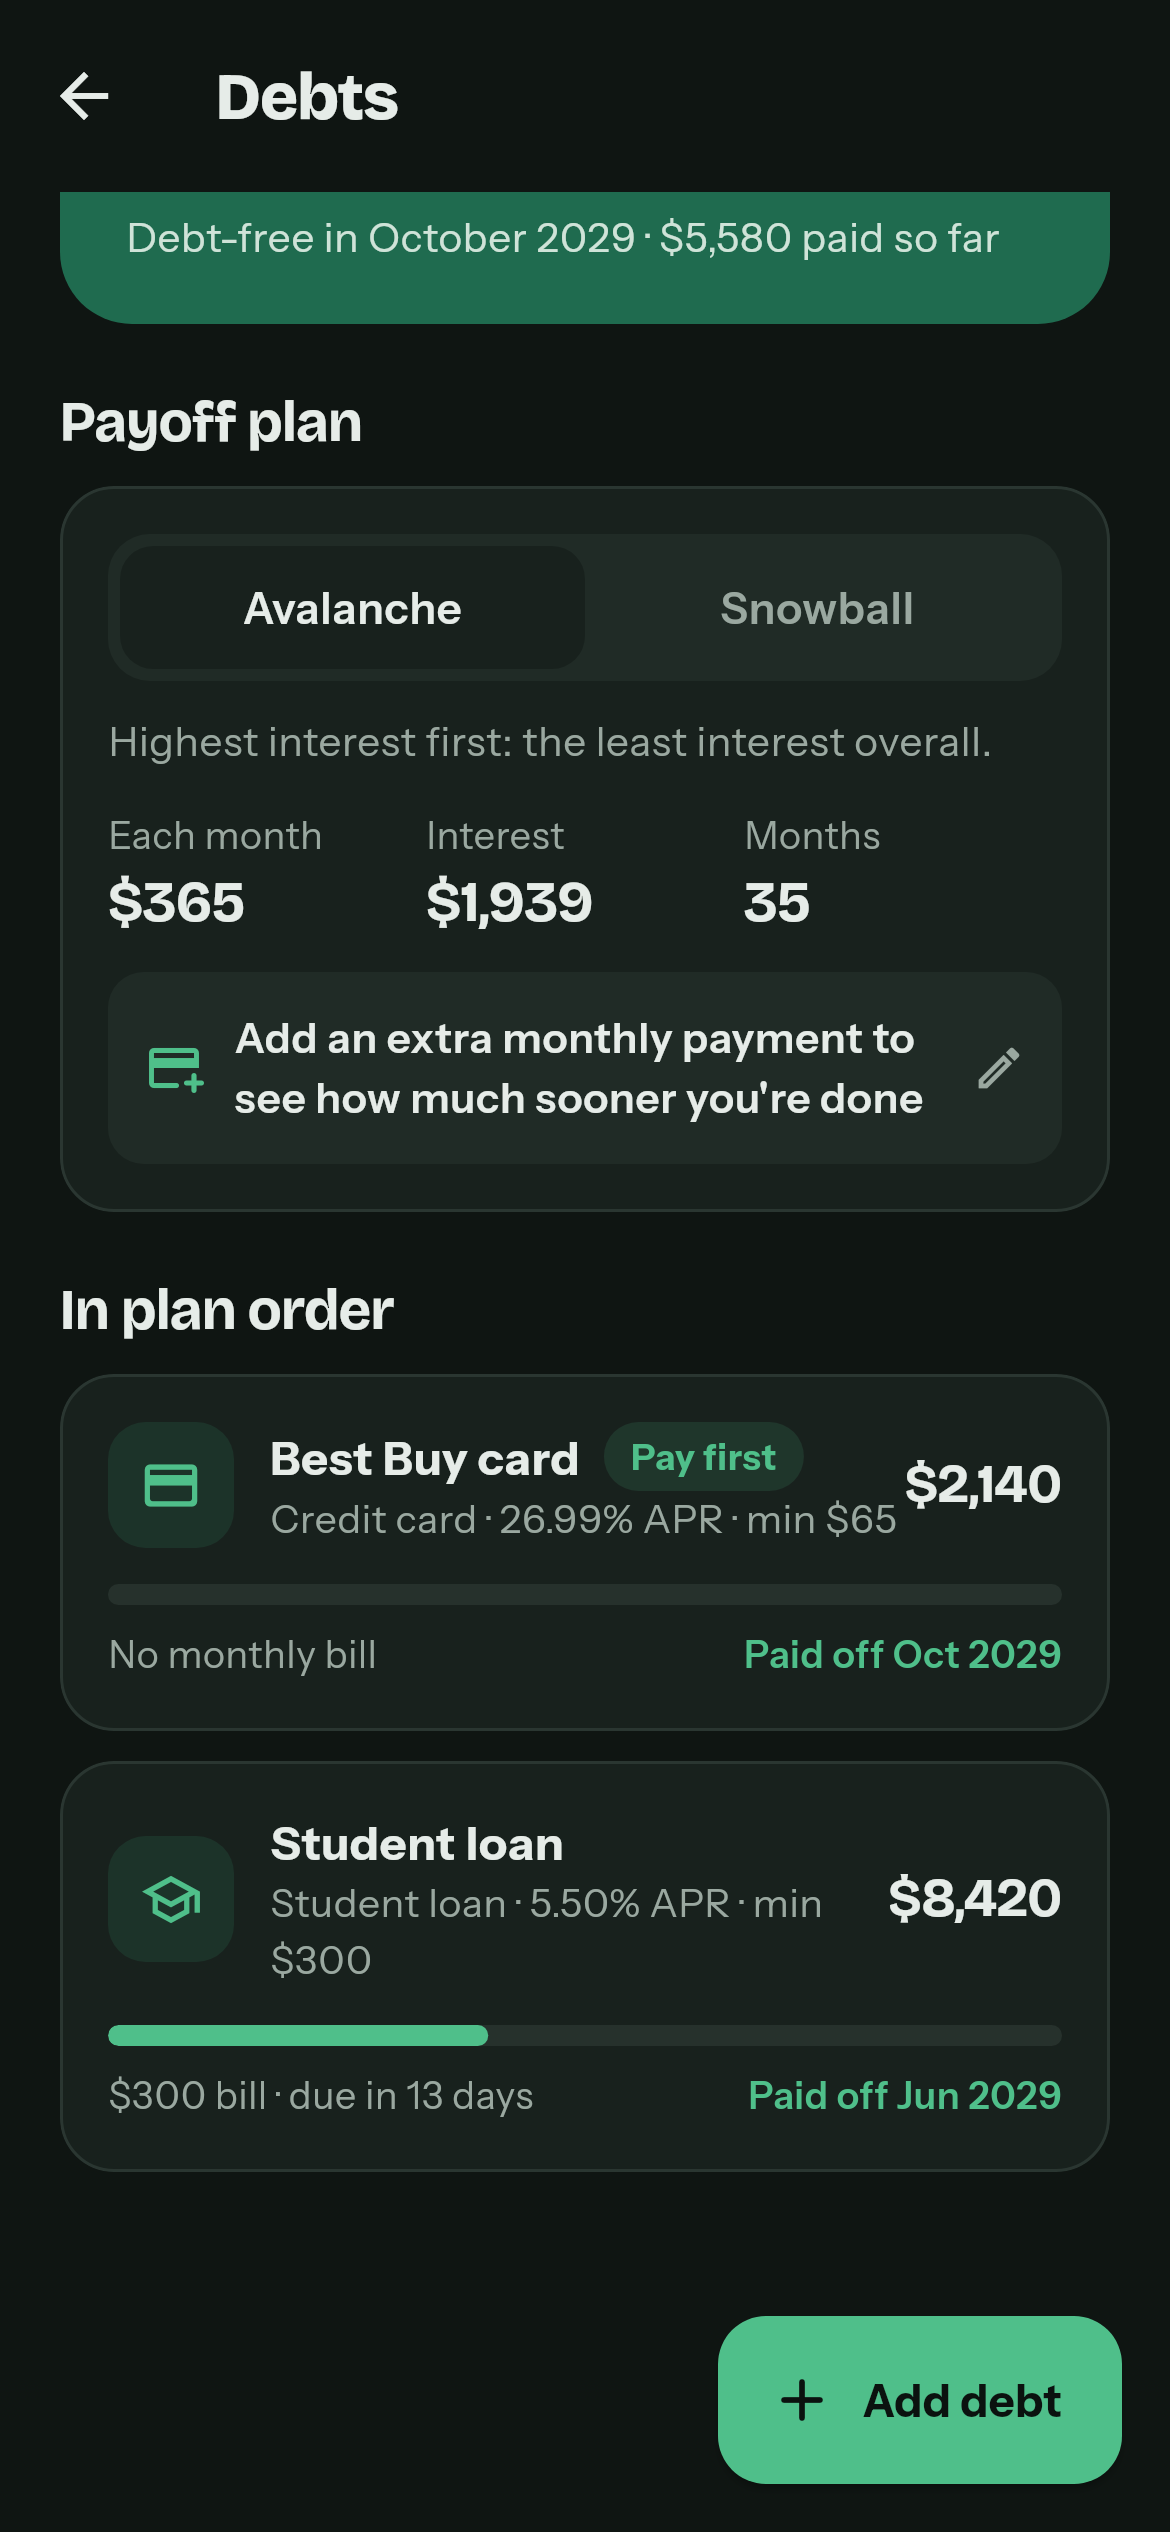 Debts
Debt-free in October 2029 · $5,580 paid so far
Payoff plan
Avalanche
Snowball
Highest interest first: the least interest overall.
Each month
Interest
Months
$365
$1,939
35
Add an extra monthly payment to
see how much sooner you're done
In plan order
Best Buy card
Pay first
$2,140
Credit card · 26.99% APR · min $65
No monthly bill
Paid off Oct 2029
Student loan
Student loan · 5.50% APR · min
$300
$8,420
$300 bill · due in 13 days
Paid off Jun 2029
Add debt